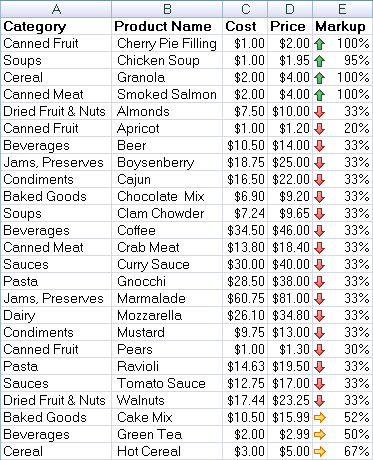 A B C D E
Category Product Name Cost Price Markup
Canned Fruit Cherry Pie Filling $1.00 $2.00 100%
Soups Chicken Soup $1.00 $1.95 95%
Cereal Granola $2.00 $4.00 100%
Canned Meat Smoked Salmon $2.00 $4.00 100%
Dried Fruit & Nuts Almonds $7.50 $10.00 33%
Canned Fruit Apricot $1.00 $1.20 20%
Beverages Beer $10.50 $14.00 33%
Jams, Preserves Boysenberry $18.75 $25.00 33%
Condiments Cajun $16.50 $22.00 33%
Baked Goods Chocolate Mix $6.90 $9.20 33%
Soups Clam Chowder $7.24 $9.65 33%
Beverages Coffee $34.50 $46.00 33%
Canned Meat Crab Meat $13.80 $18.40 33%
Sauces Curry Sauce $30.00 $40.00 33%
Pasta Gnocchi $28.50 $38.00 33%
Jams, Preserves Marmalade $60.75 $81.00 33%
Dairy Mozzarella $26.10 $34.80 33%
Condiments Mustard $9.75 $13.00 33%
Canned Fruit Pears $1.00 $1.30 30%
Pasta Ravioli $14.63 $19.50 33%
Sauces Tomato Sauce $12.75 $17.00 33%
Dried Fruit & Nuts Walnuts $17.44 $23.25 33%
Baked Goods Cake Mix $10.50 $15.99 52%
Beverages Green Tea $2.00 $2.99 50%
Cereal Hot Cereal $3.00 $5.00 67%